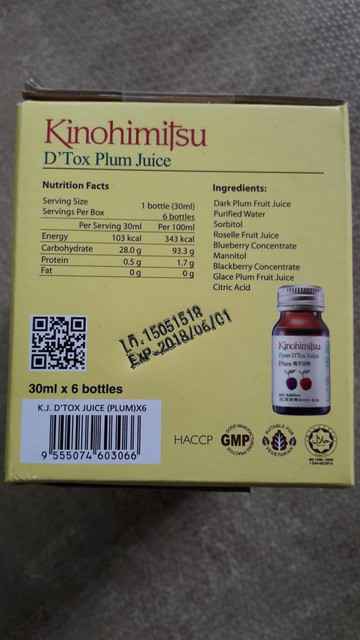 Kinohimitsu
D'Tox Plum Juice
Nutrition Facts
Serving Size 1 bottle (30ml)
Servings Per Box 6 bottles
Per Serving 30ml Per 100ml
Energy 103 kcal 343 kcal
Carbohydrate 28.0 g 93.3 g
Protein 0.5 g 1.7 g
Fat 0 g 0 g
Ingredients:
Dark Plum Fruit Juice
Purified Water
Sorbitol
Roselle Fruit Juice
Blueberry Concentrate
Mannitol
Blackberry Concentrate
Glace Plum Fruit Juice
Citric Acid
EXP-2018/06/01
Kinohimitsu
30ml x 6 bottles
K.J. D'TOX JUICE (PLUM)X6
9 555074 603066
HACCP
GMP
SUITABLE FOR
VEGETARIAN